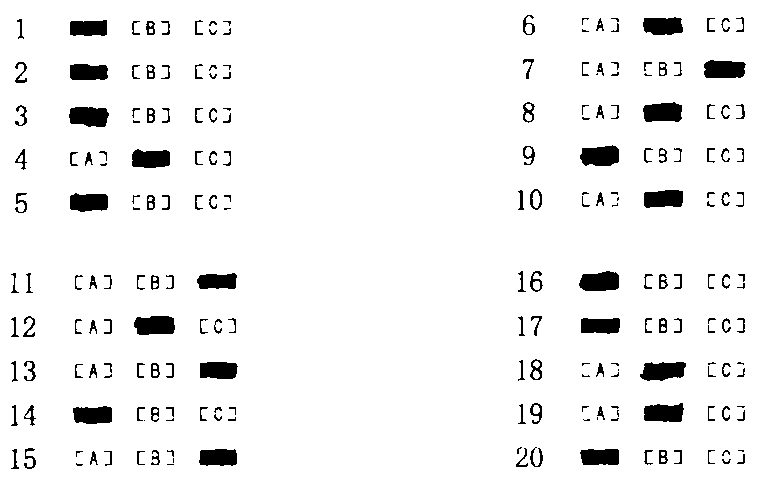 1 [B] [C]
2 [B] [C]
3 [B] [C]
4 [A] [C]
5 [B] [C]
6 [A] [C]
7 [A] [B]
8 [A] [C]
9 [B] [C]
10 [A] [C]
11 [A] [B]
12 [A] [C]
13 [A] [B]
14 [B] [C]
15 [A] [B]
16 [B] [C]
17 [B] [C]
18 [A] [C]
19 [A] [C]
20 [B] [C]